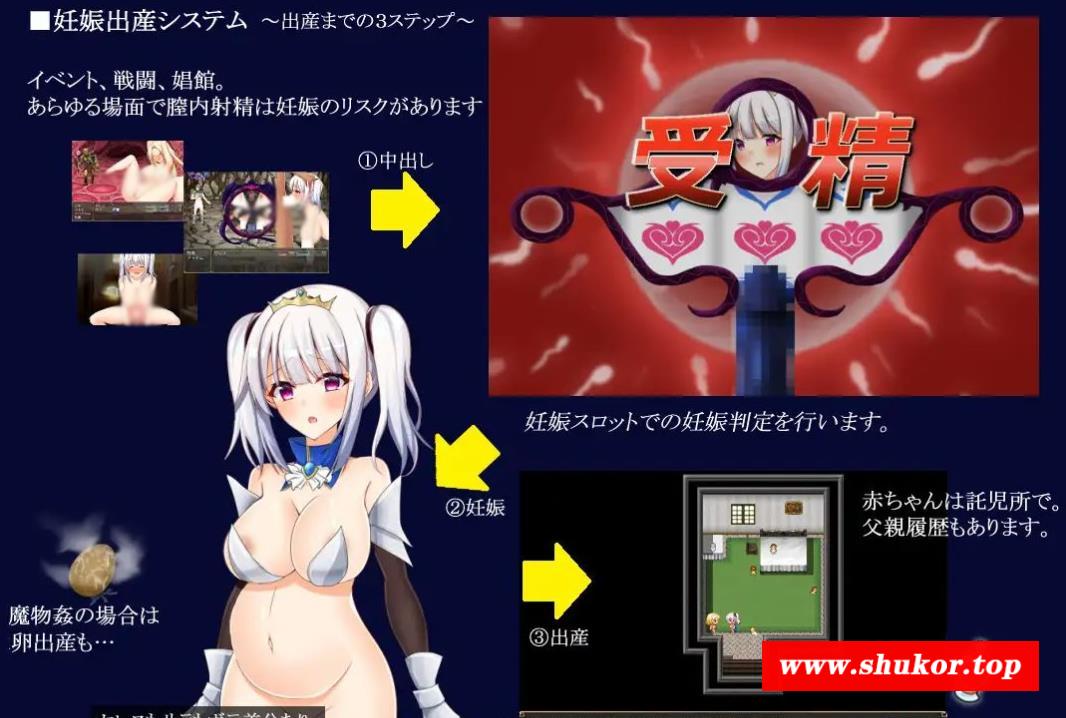 ■妊娠出産システム ～出産までの３ステップ～
イベント、戦闘、娼館。
あらゆる場面で膣内射精は妊娠のリスクがあります
①中出し
受精
妊娠スロットでの妊娠判定を行います。
②妊娠
赤ちゃんは託児所で。
父親履歴もあります。
魔物姦の場合は
卵出産も…
③出産
www.shukor.top